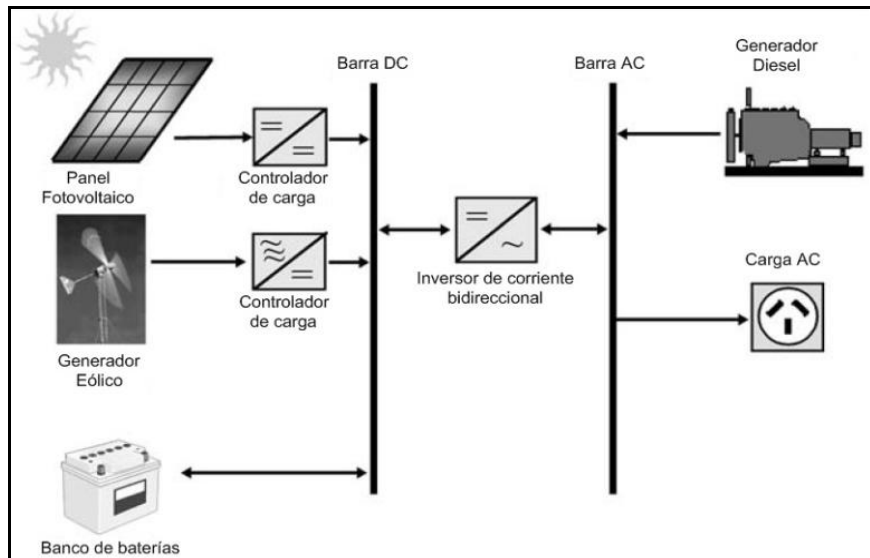 Barra DC
Barra AC
Generador
Diesel
Panel
Fotovoltaico
Controlador
de carga
Inversor de corriente
bidireccional
Carga AC
Controlador
de carga
Generador
Eólico
Banco de baterías